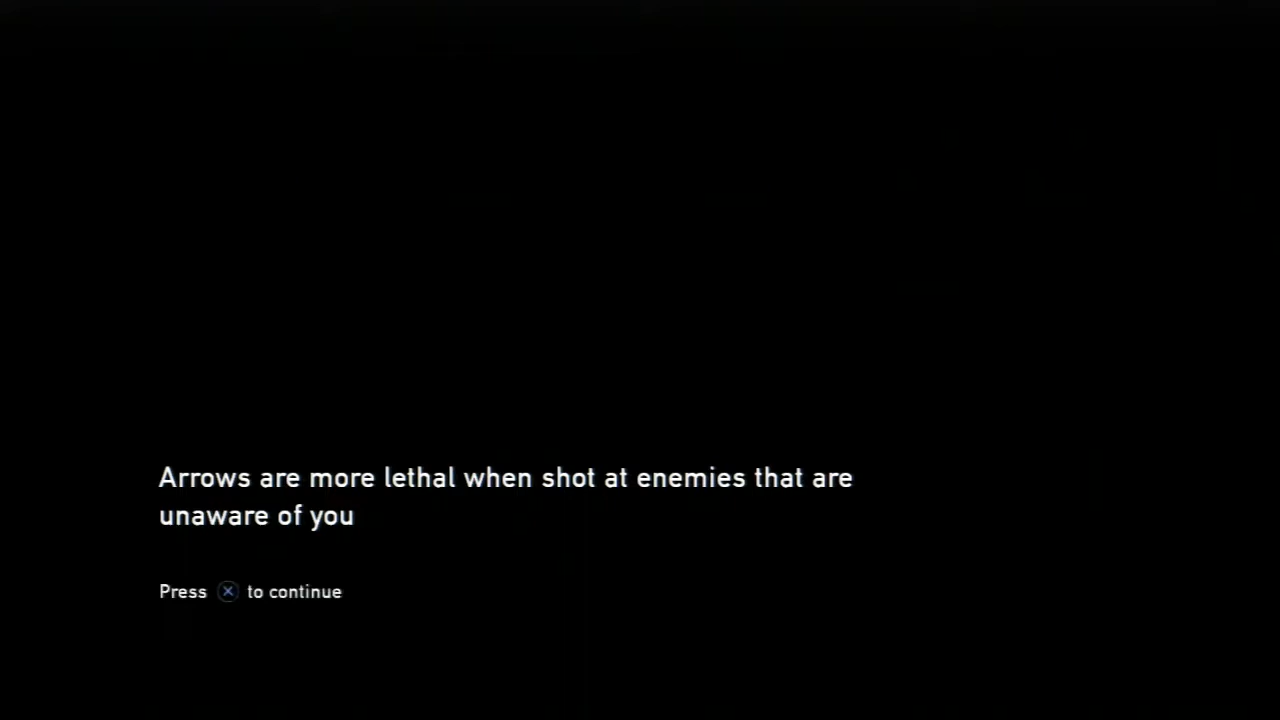 Arrows are more lethal when shot at enemies that are
unaware of you
Press ⓧ to continue